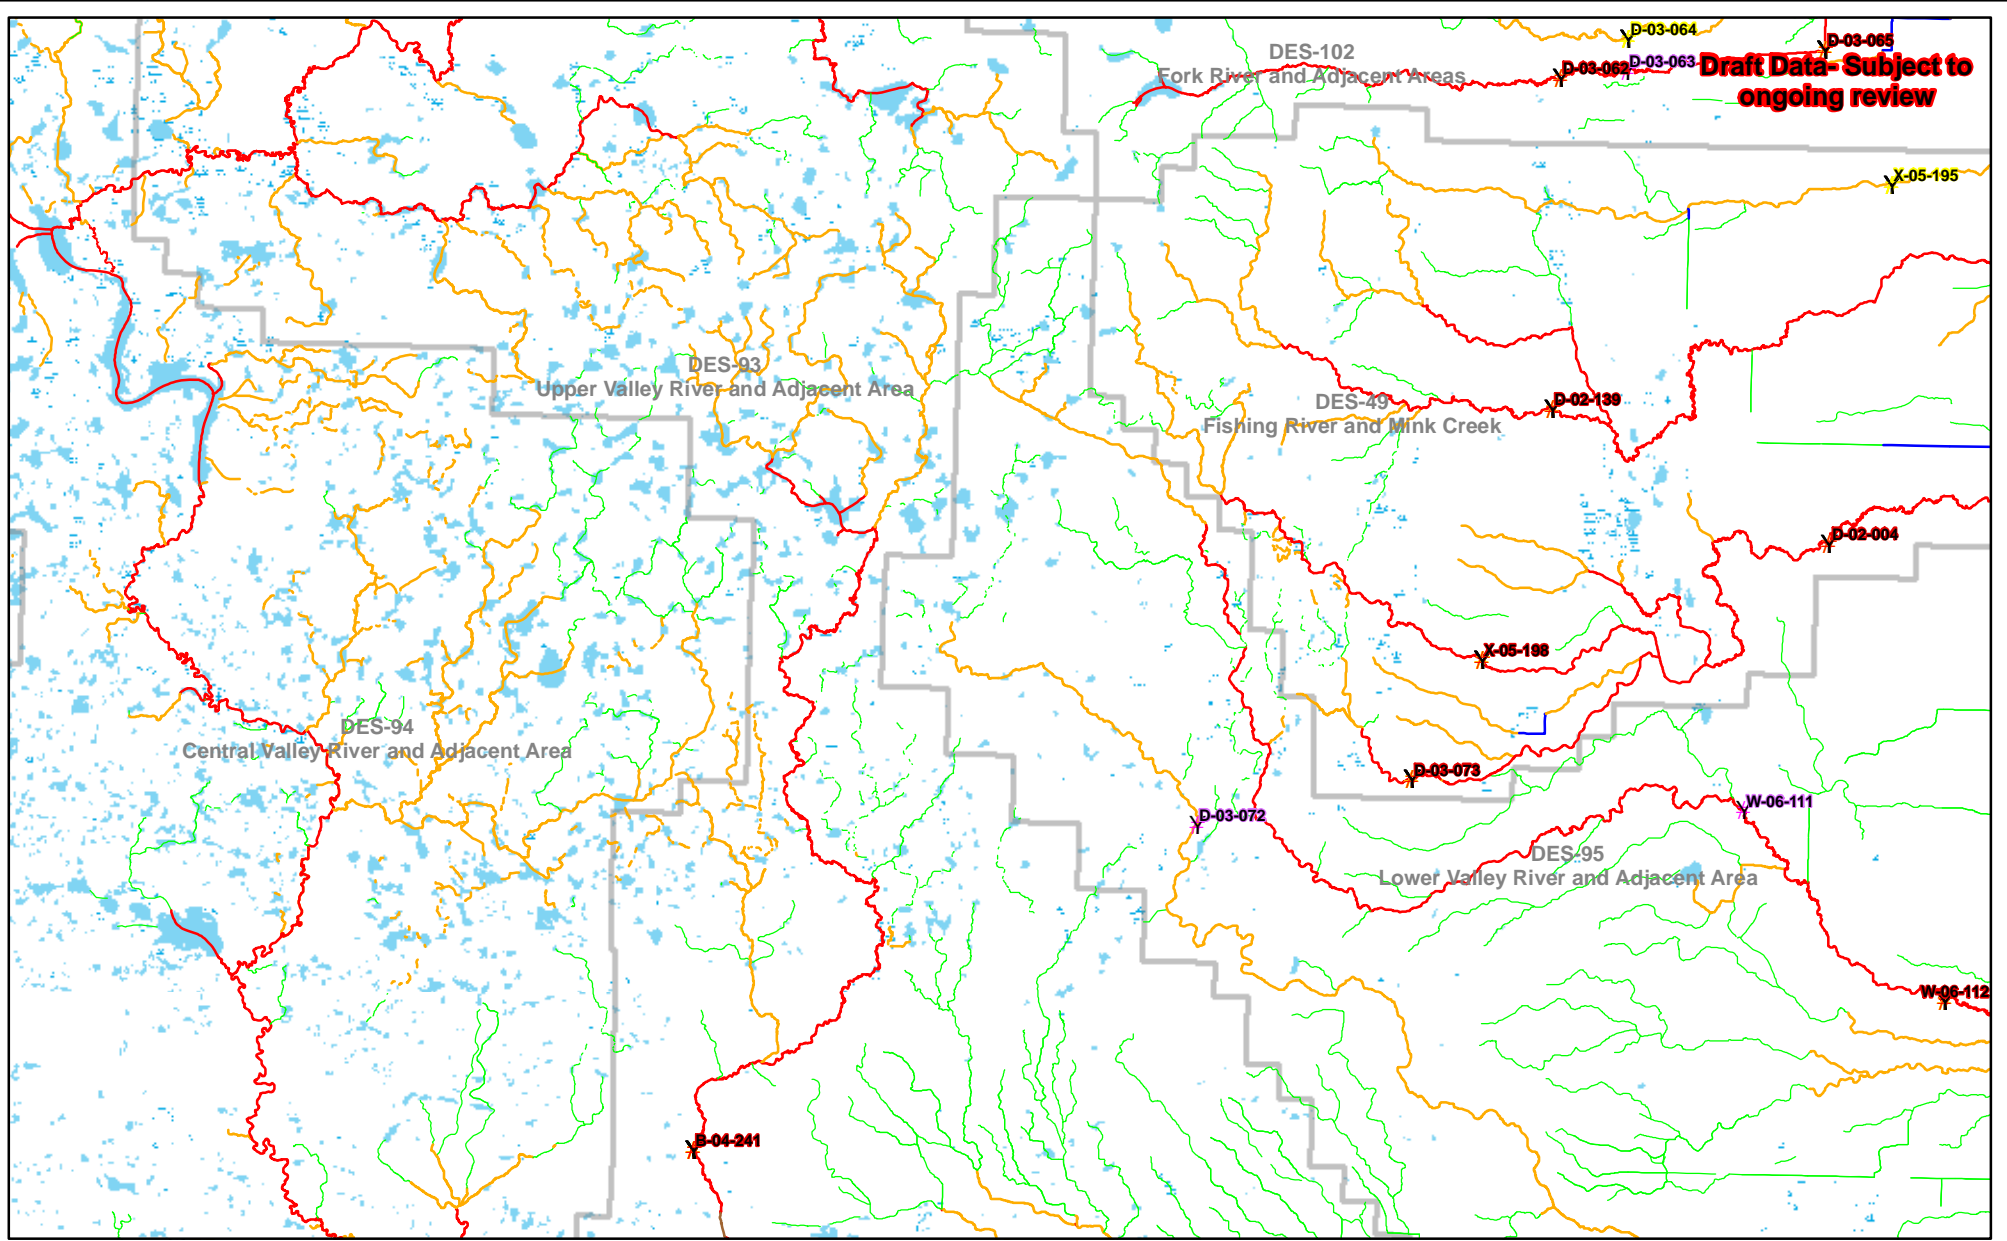 D-03-064
DES-102
Fork River and Adjacent Areas
D-03-062
D-03-063
D-03-065
Draft Data- Subject to
ongoing review
X-05-195
DES-93
Upper Valley River and Adjacent Area
DES-49
Fishing River and Mink Creek
D-02-139
D-02-004
X-05-198
DES-94
Central Valley River and Adjacent Area
D-03-073
D-03-072
W-06-111
DES-95
Lower Valley River and Adjacent Area
W-06-112
B-04-241